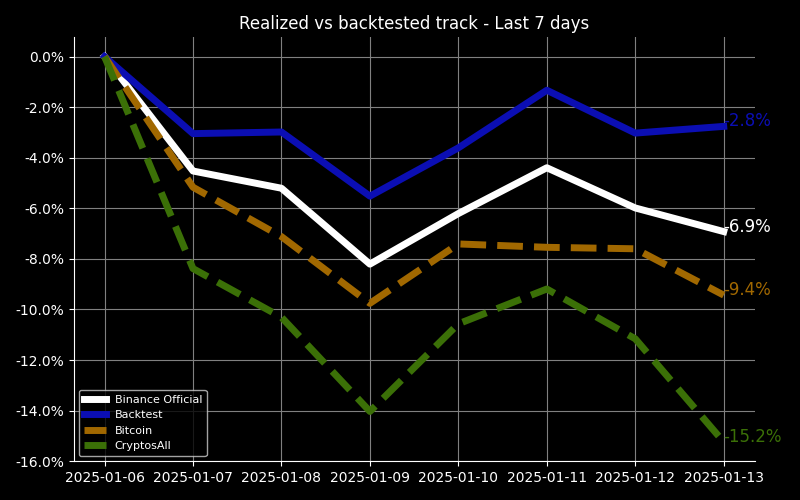 Realized vs backtested track - Last 7 days
0.0%
-2.0%
-4.0%
-6.0%
-8.0%
-10.0%
-12.0%
-14.0%
-16.0%
-2.8%
-6.9%
-9.4%
-15.2%
Binance Official
Backtest
Bitcoin
CryptosAll
2025-01-06 2025-01-07 2025-01-08 2025-01-09 2025-01-10 2025-01-11 2025-01-12 2025-01-13